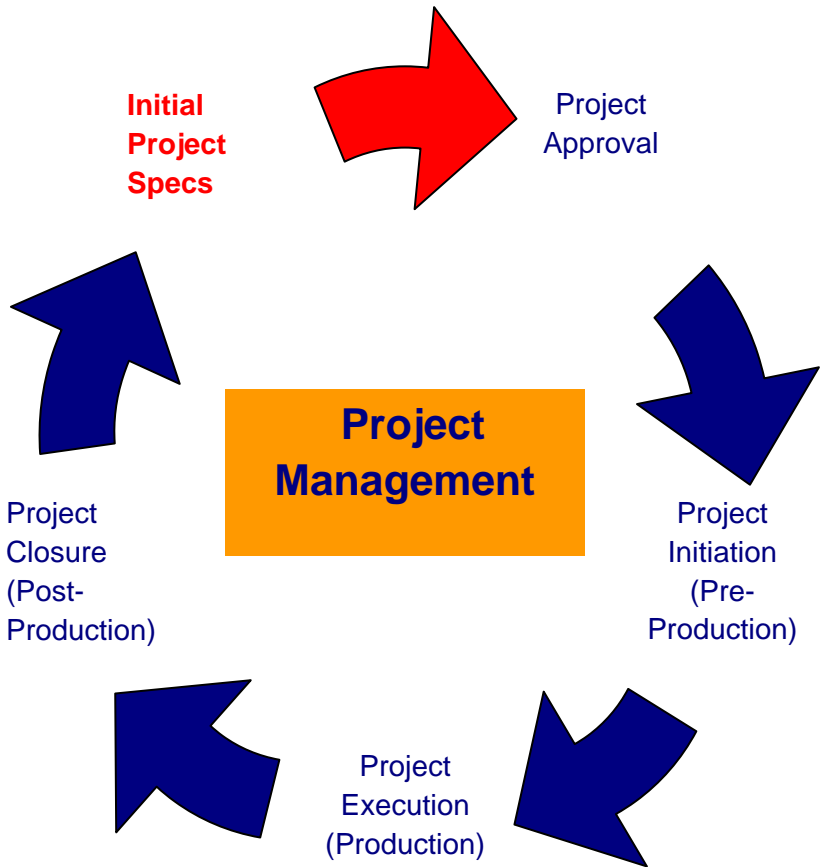 Initial
Project
Specs
Project
Approval
Project
Management
Project
Initiation
(Pre-
Production)
Project
Execution
(Production)
Project
Closure
(Post-
Production)